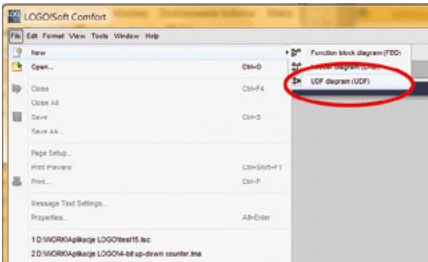 LOGO!Soft Comfort
File Edit Format View Tools Window Help
New
Function block diagram (FBD)
Open... Ctrl+O
UDF diagram (UDF)
Close Ctrl+F4
Close All
Save Ctrl+S
Save As...
Page Setup...
Print Preview Ctrl+Shift+F1
Print... Ctrl+P
Message Text Settings...
Properties... Alt+Enter
1 D:\WORK\Aplikacje LOGO\test15.lsc
2 D:\WORK\Aplikacje LOGO\4-bit up-down counter.lma